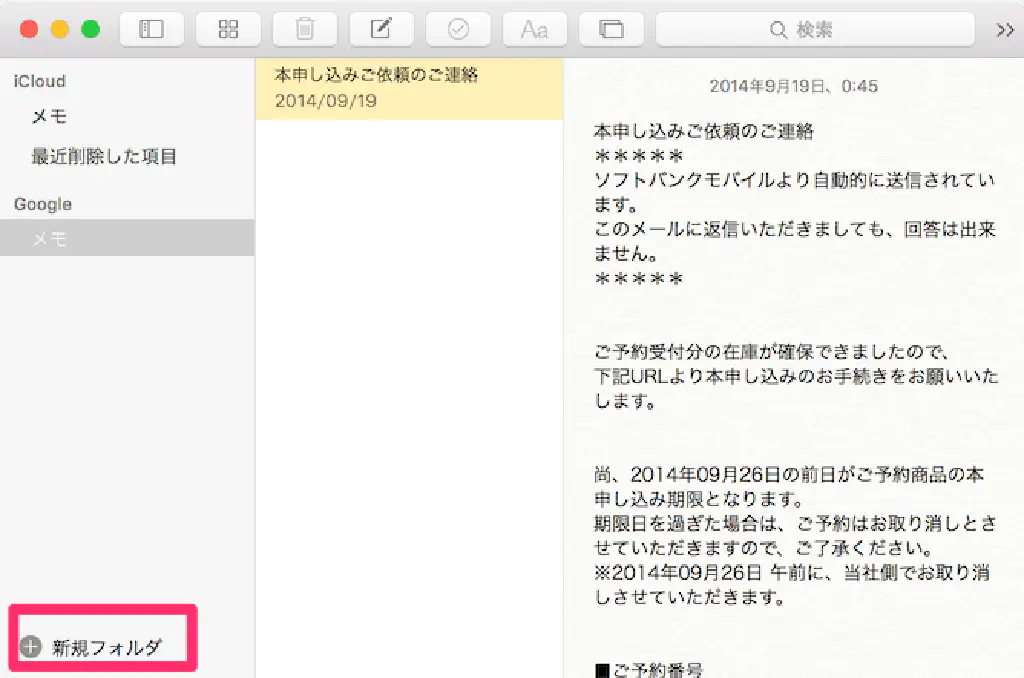 Aa
検索
iCloud
メモ
最近削除した項目
Google
メモ
新規フォルダ
本申し込みご依頼のご連絡
2014/09/19
2014年9月19日、0:45
本申し込みご依頼のご連絡
＊＊＊＊＊
ソフトバンクモバイルより自動的に送信されてい
ます。
このメールに返信いただきましても、回答は出来
ません。
＊＊＊＊＊
ご予約受付分の在庫が確保できましたので、
下記URLより本申し込みのお手続きをお願いいた
します。
尚、2014年09月26日の前日がご予約商品の本
申し込み期限となります。
期限日を過ぎた場合は、ご予約はお取り消しとさ
せていただきますので、ご了承ください。
※2014年09月26日 午前に、当社側でお取り消
しさせていただきます。
■ご予約番号